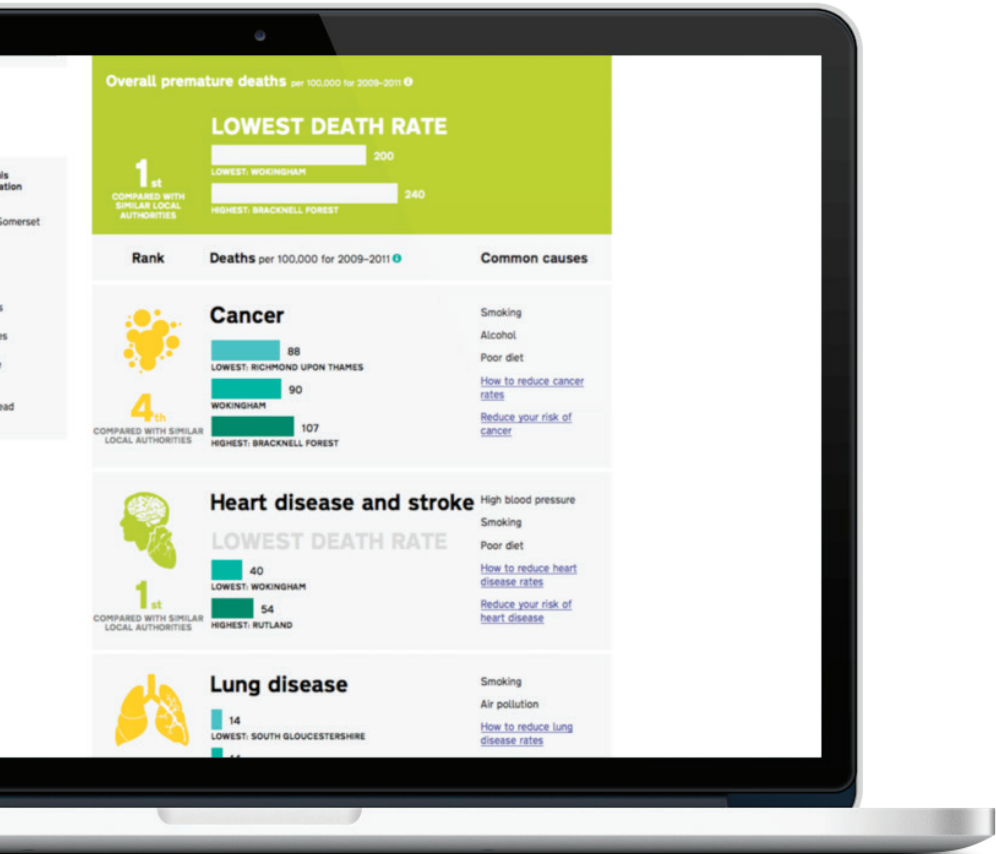 is
ation
Somerset
s
es
ead
Overall premature deaths per 100,000 for 2009–2011
LOWEST DEATH RATE
200
LOWEST: WOKINGHAM
240
HIGHEST: BRACKNELL FOREST
1st
COMPARED WITH
SIMILAR LOCAL
AUTHORITIES
Rank Deaths per 100,000 for 2009–2011 Common causes
Cancer
88
LOWEST: RICHMOND UPON THAMES
90
WOKINGHAM
107
HIGHEST: BRACKNELL FOREST
4th
COMPARED WITH SIMILAR
LOCAL AUTHORITIES
Smoking
Alcohol
Poor diet
How to reduce cancer
rates
Reduce your risk of
cancer
Heart disease and stroke
LOWEST DEATH RATE
40
LOWEST: WOKINGHAM
54
HIGHEST: RUTLAND
1st
COMPARED WITH SIMILAR
LOCAL AUTHORITIES
High blood pressure
Smoking
Poor diet
How to reduce heart
disease rates
Reduce your risk of
heart disease
Lung disease
14
LOWEST: SOUTH GLOUCESTERSHIRE
Smoking
Air pollution
How to reduce lung
disease rates